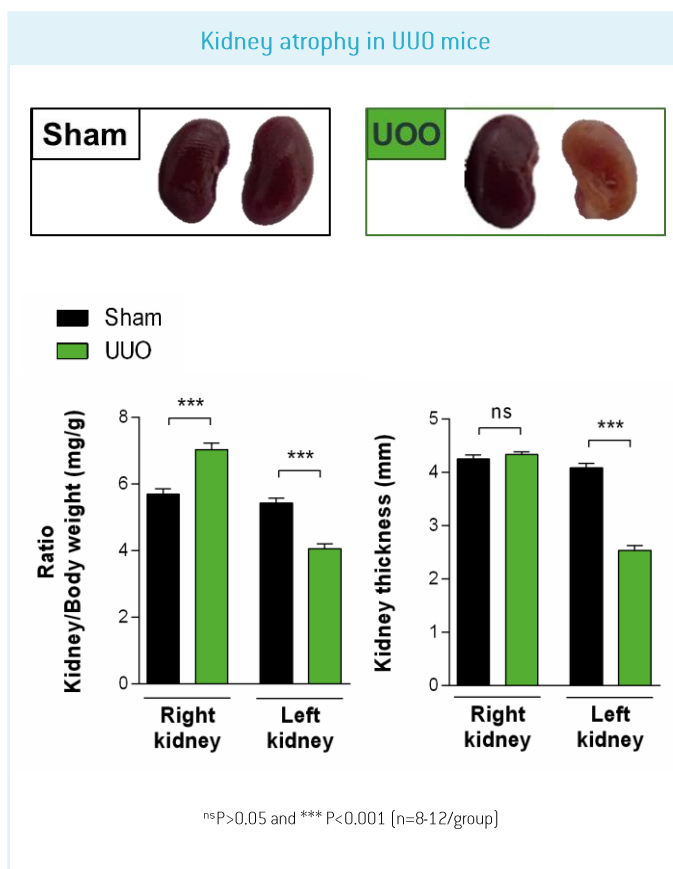 Kidney atrophy in UUO mice
Sham
UOO
Sham
UUO
Ratio
Kidney/Body weight (mg/g)
8
6
4
2
0
***
***
Right
kidney
Left
kidney
Kidney thickness (mm)
5
4
3
2
1
0
ns
***
Right
kidney
Left
kidney
nsP>0.05 and *** P<0.001 (n=8-12/group)